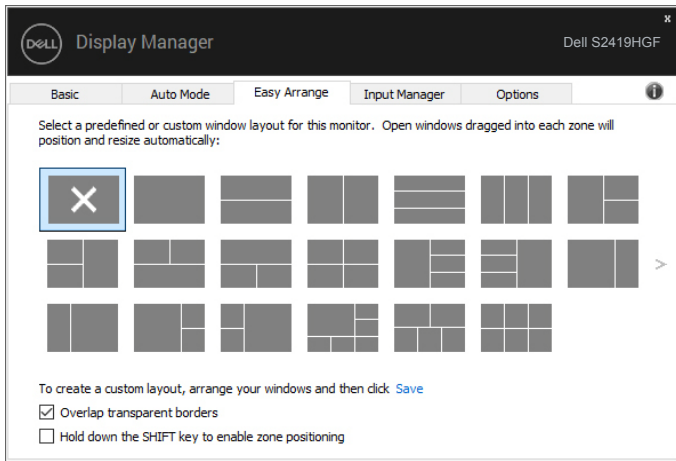 x
DELL
Display Manager
Dell S2419HGF
Basic
Auto Mode
Easy Arrange
Input Manager
Options
i
Select a predefined or custom window layout for this monitor. Open windows dragged into each zone will
position and resize automatically:
>
To create a custom layout, arrange your windows and then click Save
Overlap transparent borders
Hold down the SHIFT key to enable zone positioning